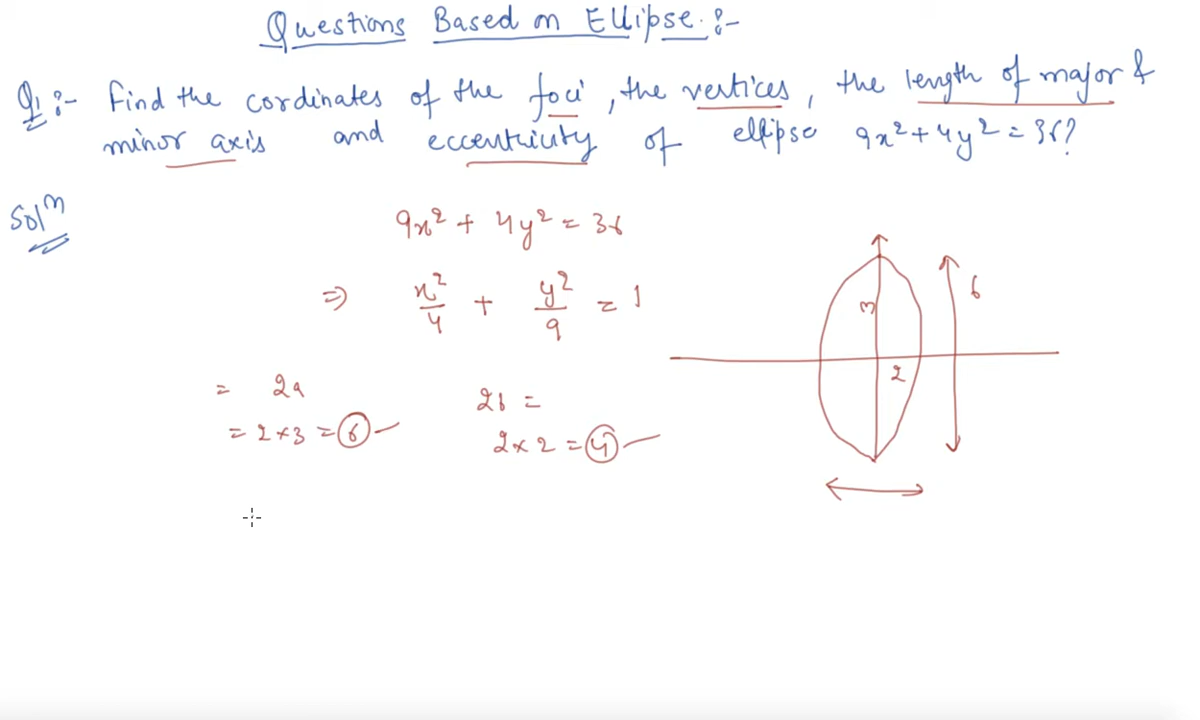 Questions Based on Ellipse :-
Q1 :- Find the cordinates of the foci, the vertices, the length of major &
minor axis and eccentricity of ellipse 9x² + 4y² = 36?
Solⁿ
9x² + 4y² = 36
⇒ x²/4 + y²/9 = 1
3
6
2
= 2a
= 2×3 = 6
2b =
2×2 = 4